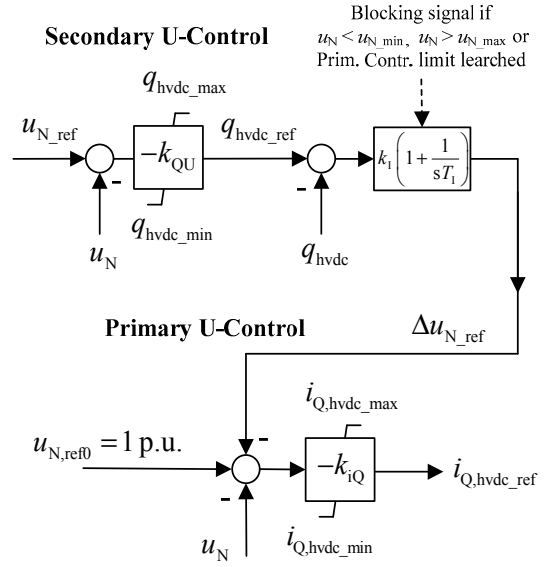 Blocking signal if
u_N < u_N_min, u_N > u_N_max or
Prim. Contr. limit learched
Secondary U-Control
q_hvdc_max
u_N_ref
−k_QU
q_hvdc_ref
k_I (1 + 1/(sT_I))
-
-
q_hvdc_min
u_N
q_hvdc
Primary U-Control
Δu_N_ref
i_Q,hvdc_max
-
u_N,ref0 = 1 p.u.
−k_iQ
i_Q,hvdc_ref
-
u_N
i_Q,hvdc_min